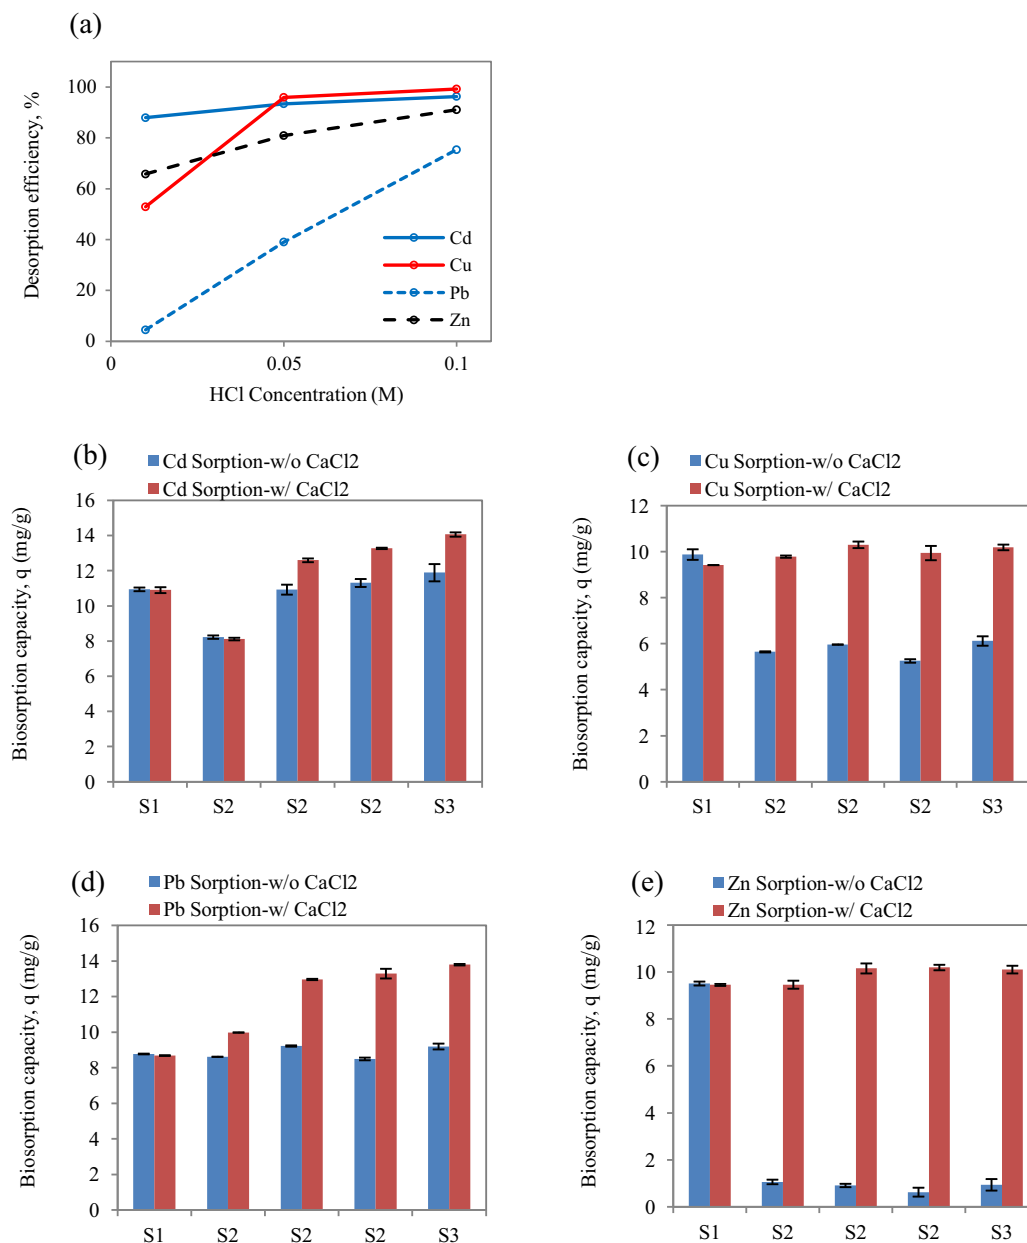 (a)
Desorption efficiency, %
100
80
60
40
20
0
0
0.05
0.1
HCl Concentration (M)
Cd
Cu
Pb
Zn
(b)
Cd Sorption-w/o CaCl2
Cd Sorption-w/ CaCl2
Biosorption capacity, q (mg/g)
16
14
12
10
8
6
4
2
0
S1 S2 S2 S2 S3
(c)
Cu Sorption-w/o CaCl2
Cu Sorption-w/ CaCl2
Biosorption capacity, q (mg/g)
12
10
8
6
4
2
0
S1 S2 S2 S2 S3
(d)
Pb Sorption-w/o CaCl2
Pb Sorption-w/ CaCl2
Biosorption capacity, q (mg/g)
16
14
12
10
8
6
4
2
0
S1 S2 S2 S2 S3
(e)
Zn Sorption-w/o CaCl2
Zn Sorption-w/ CaCl2
Biosorption capacity, q (mg/g)
12
10
8
6
4
2
0
S1 S2 S2 S2 S3